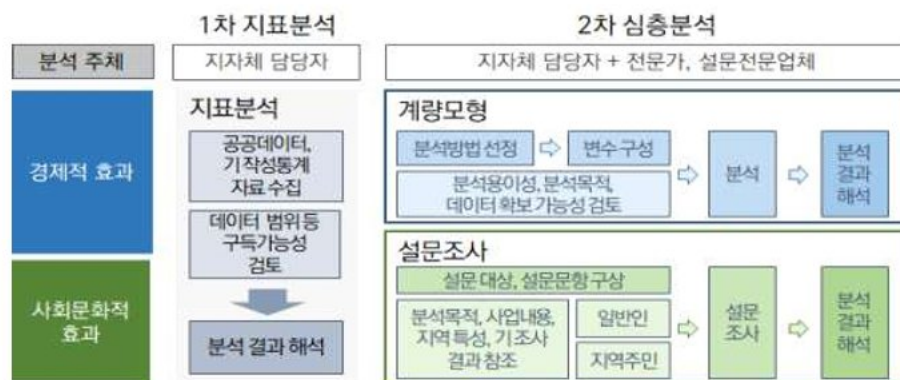 1차 지표분석
2차 심층분석
분석 주체
지자체 담당자
지자체 담당자 + 전문가, 설문전문업체
경제적 효과
사회문화적
효과
지표분석
공공데이터,
기 작성통계
자료 수집
데이터 범위 등
구득가능성
검토
분석 결과 해석
계량모형
분석방법 선정
변수 구성
분석용이성, 분석목적,
데이터 확보 가능성 검토
분석
분석
결과
해석
설문조사
설문 대상, 설문문항 구상
분석목적, 사업내용,
지역 특성, 기 조사
결과 참조
일반인
지역주민
설문
조사
분석
결과
해석